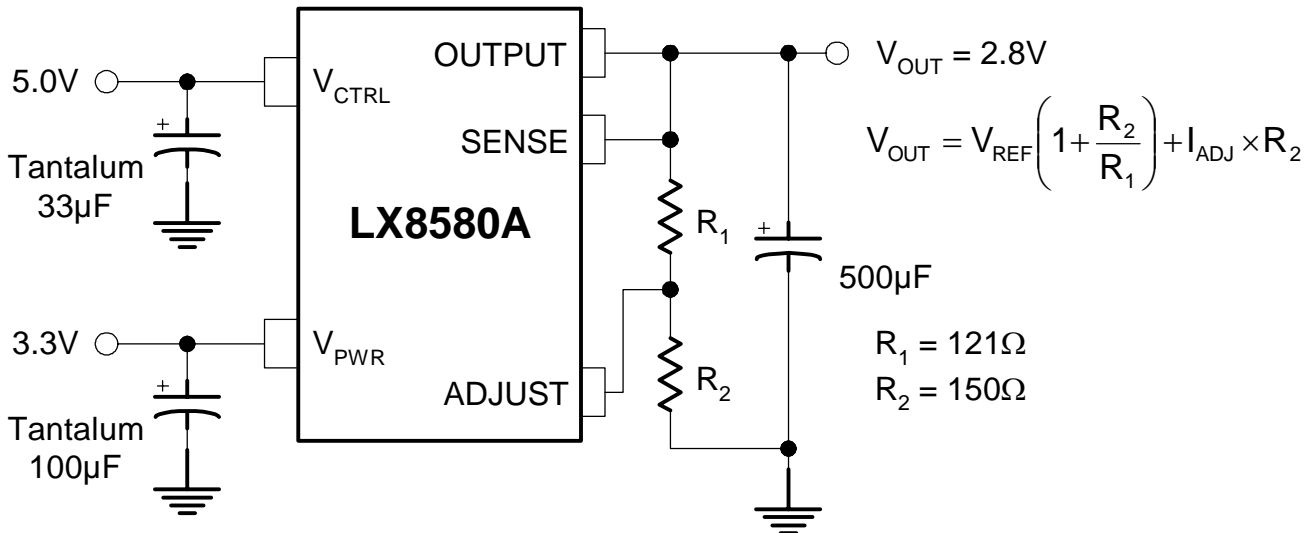 5.0V
+
Tantalum
33µF
3.3V
+
Tantalum
100µF
V_CTRL
V_PWR
LX8580A
OUTPUT
SENSE
ADJUST
R_1
R_2
+
500µF
V_OUT = 2.8V
V_OUT = V_REF(1+R_2/R_1)+I_ADJ×R_2
R_1 = 121Ω
R_2 = 150Ω